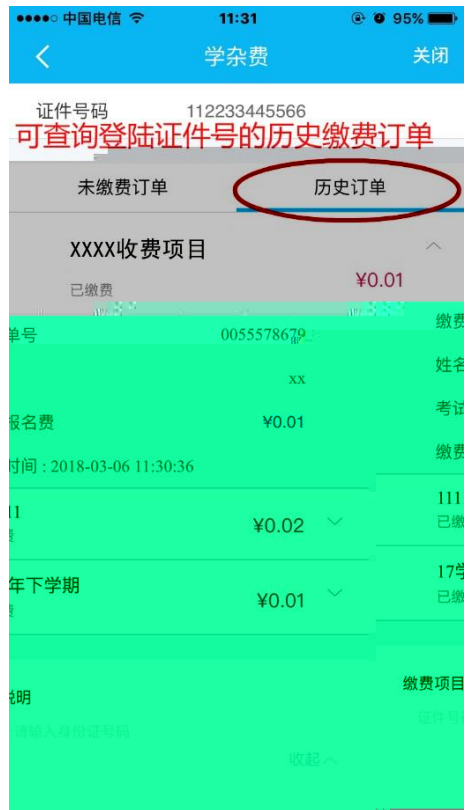 中国电信 11:31 95%
学杂费 关闭
证件号码 112233445566
可查询登陆证件号的历史缴费订单
未缴费订单 历史订单
XXXX收费项目
已缴费 ¥0.01
单号 0055578679 缴费
xx 姓名
报名费 ¥0.01 考试
时间 : 2018-03-06 11:30:36 缴费
11 ¥0.02 111
已缴
年下学期 ¥0.01 17学
已缴
说明 缴费项目
请输入身份证号码 证件号
收起